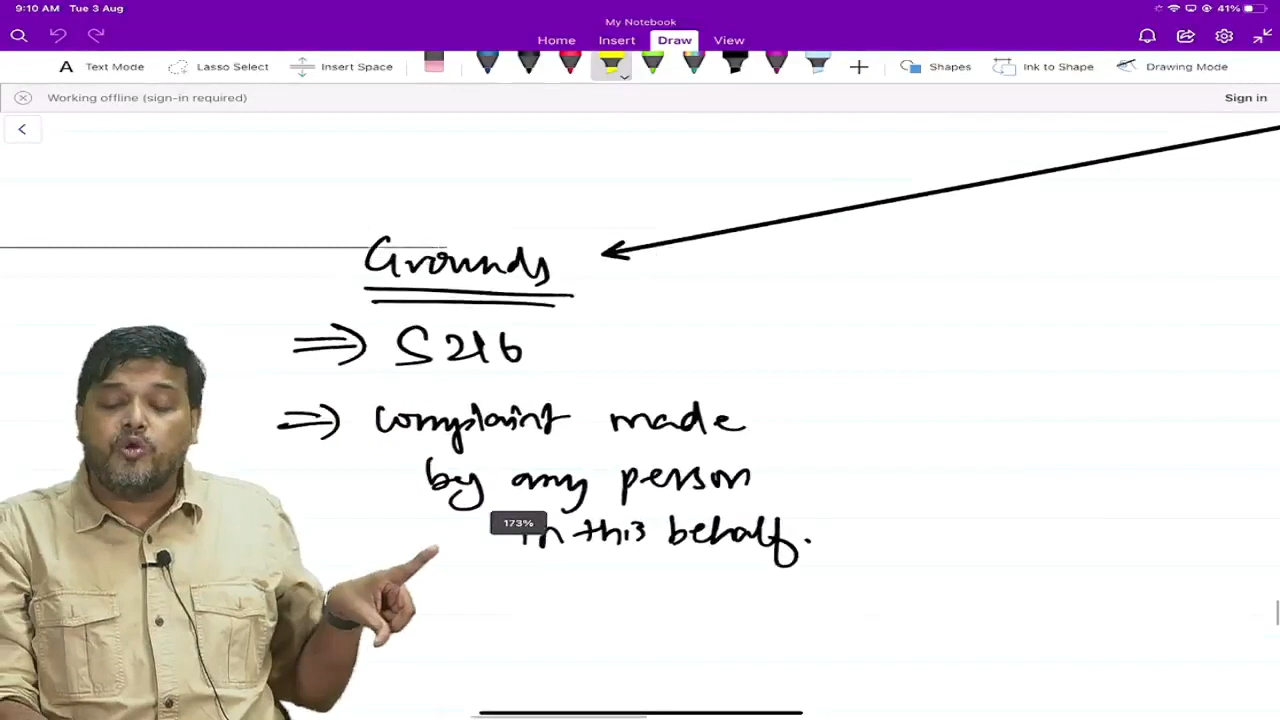 9:10 AM Tue 3 Aug
41%
My Notebook
Home Insert Draw View
A Text Mode Lasso Select Insert Space Shapes Ink to Shape Drawing Mode
Working offline (sign-in required) Sign in
Grounds
⇒ S216
⇒ complaint made
by any person
in this behalf.
173%